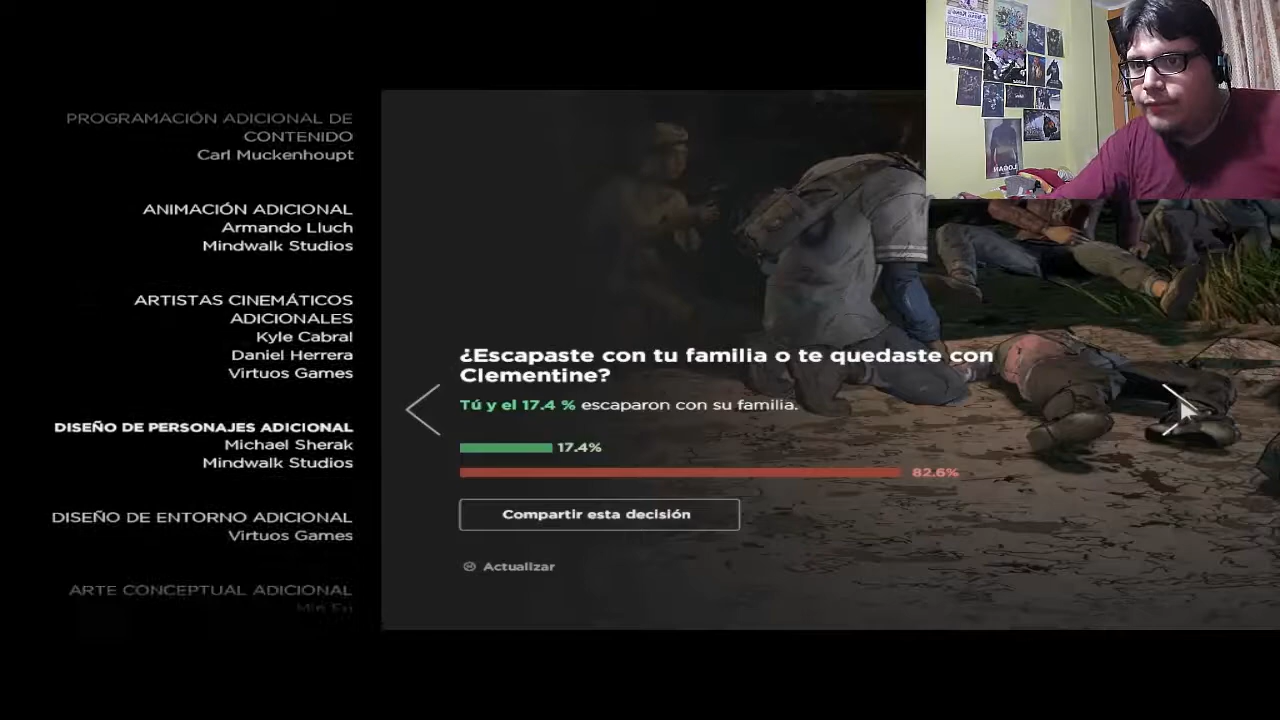 PROGRAMACIÓN ADICIONAL DE
CONTENIDO
Carl Muckenhoupt
ANIMACIÓN ADICIONAL
Armando Lluch
Mindwalk Studios
ARTISTAS CINEMÁTICOS
ADICIONALES
Kyle Cabral
Daniel Herrera
Virtuos Games
DISEÑO DE PERSONAJES ADICIONAL
Michael Sherak
Mindwalk Studios
DISEÑO DE ENTORNO ADICIONAL
Virtuos Games
ARTE CONCEPTUAL ADICIONAL
¿Escapaste con tu familia o te quedaste con
Clementine?
Tú y el 17.4 % escaparon con su familia.
17.4%
82.6%
Compartir esta decisión
Actualizar
LOGAN